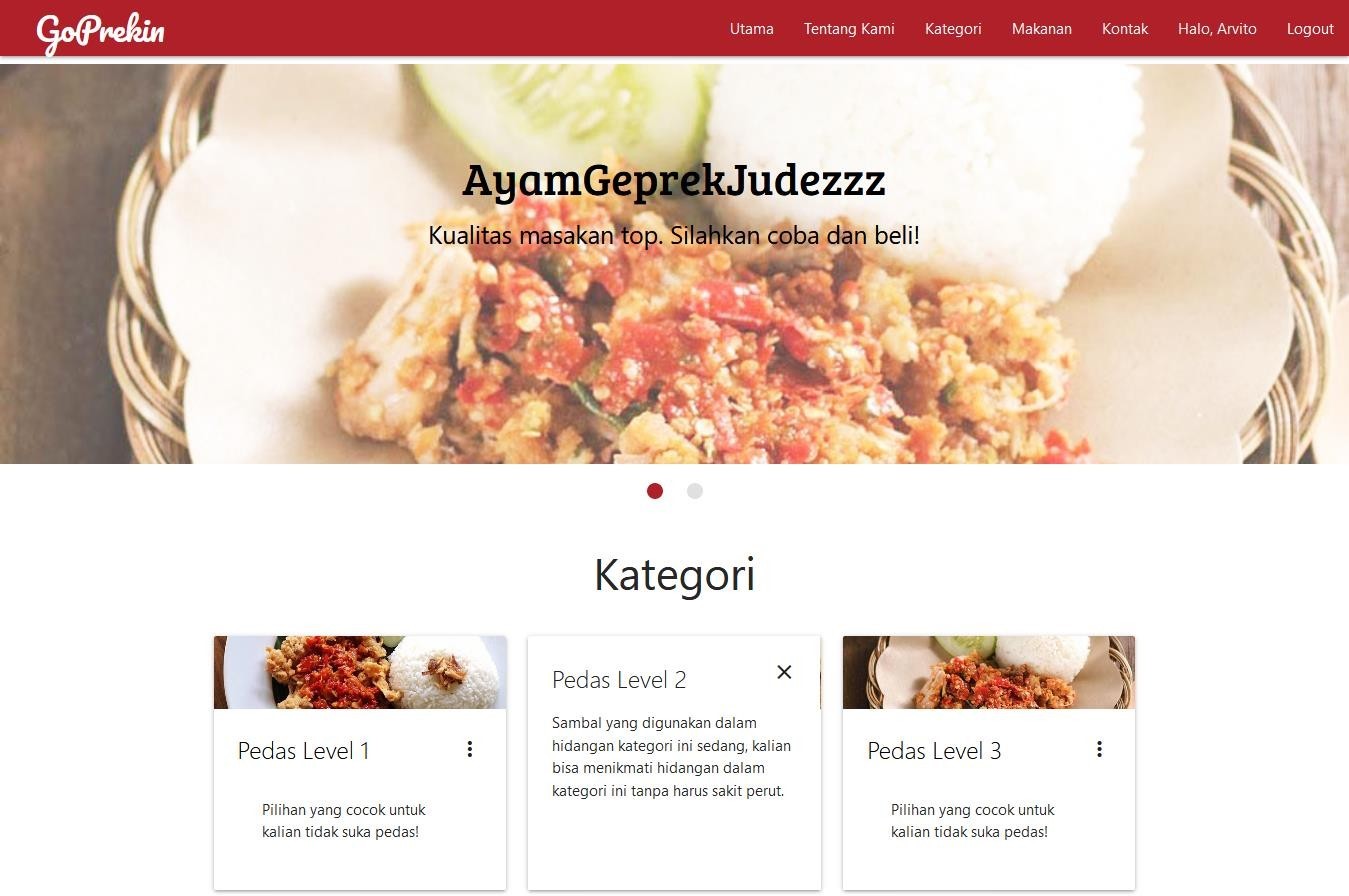 GoPrekin
Utama Tentang Kami Kategori Makanan Kontak Halo, Arvito Logout
AyamGeprekJudezzz
Kualitas masakan top. Silahkan coba dan beli!
Kategori
Pedas Level 1
Pilihan yang cocok untuk
kalian tidak suka pedas!
Pedas Level 2
Sambal yang digunakan dalam
hidangan kategori ini sedang, kalian
bisa menikmati hidangan dalam
kategori ini tanpa harus sakit perut.
Pedas Level 3
Pilihan yang cocok untuk
kalian tidak suka pedas!